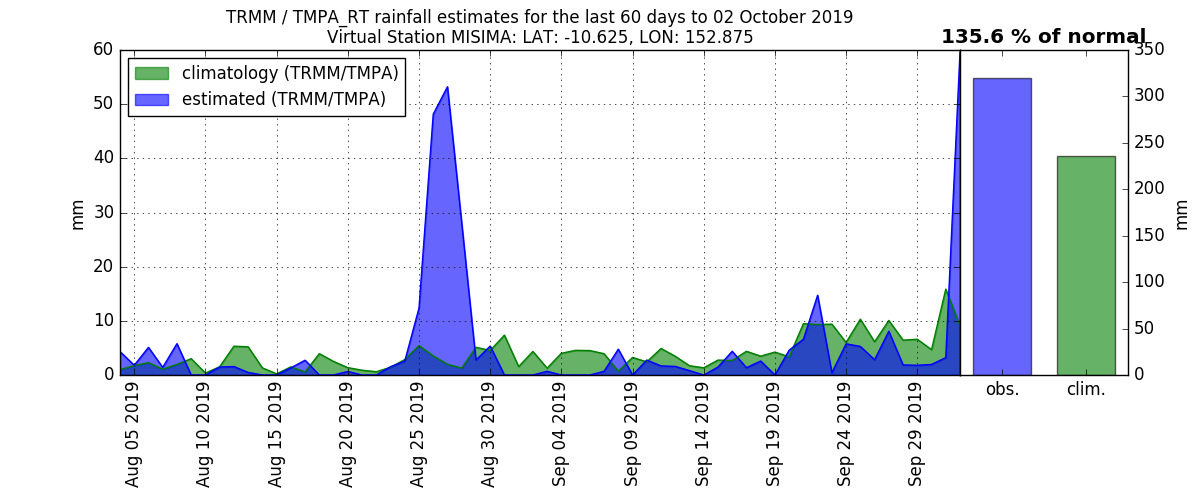 TRMM / TMPA_RT rainfall estimates for the last 60 days to 02 October 2019
Virtual Station MISIMA: LAT: -10.625, LON: 152.875
135.6 % of normal
climatology (TRMM/TMPA)
estimated (TRMM/TMPA)
60
50
40
30
20
10
0
mm
350
300
250
200
150
100
50
0
mm
Aug 05 2019
Aug 10 2019
Aug 15 2019
Aug 20 2019
Aug 25 2019
Aug 30 2019
Sep 04 2019
Sep 09 2019
Sep 14 2019
Sep 19 2019
Sep 24 2019
Sep 29 2019
obs.
clim.